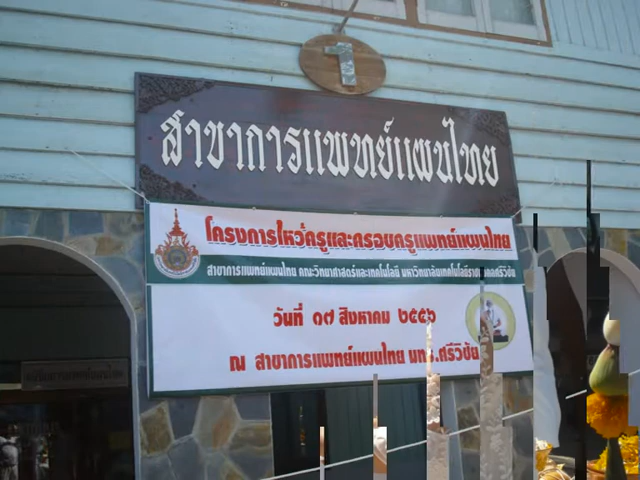 ๑
สาขาการแพทย์แผนไทย
โครงการไหว้ครูและครอบครูแพทย์แผนไทย
สาขาการแพทย์แผนไทย คณะวิทยาศาสตร์และเทคโนโลยี มหาวิทยาลัยเทคโนโลยีราชมงคลศรีวิชัย
วันที่ ๑๗ สิงหาคม ๒๕๕๖
ณ สาขาการแพทย์แผนไทย มทร.ศรีวิชัย